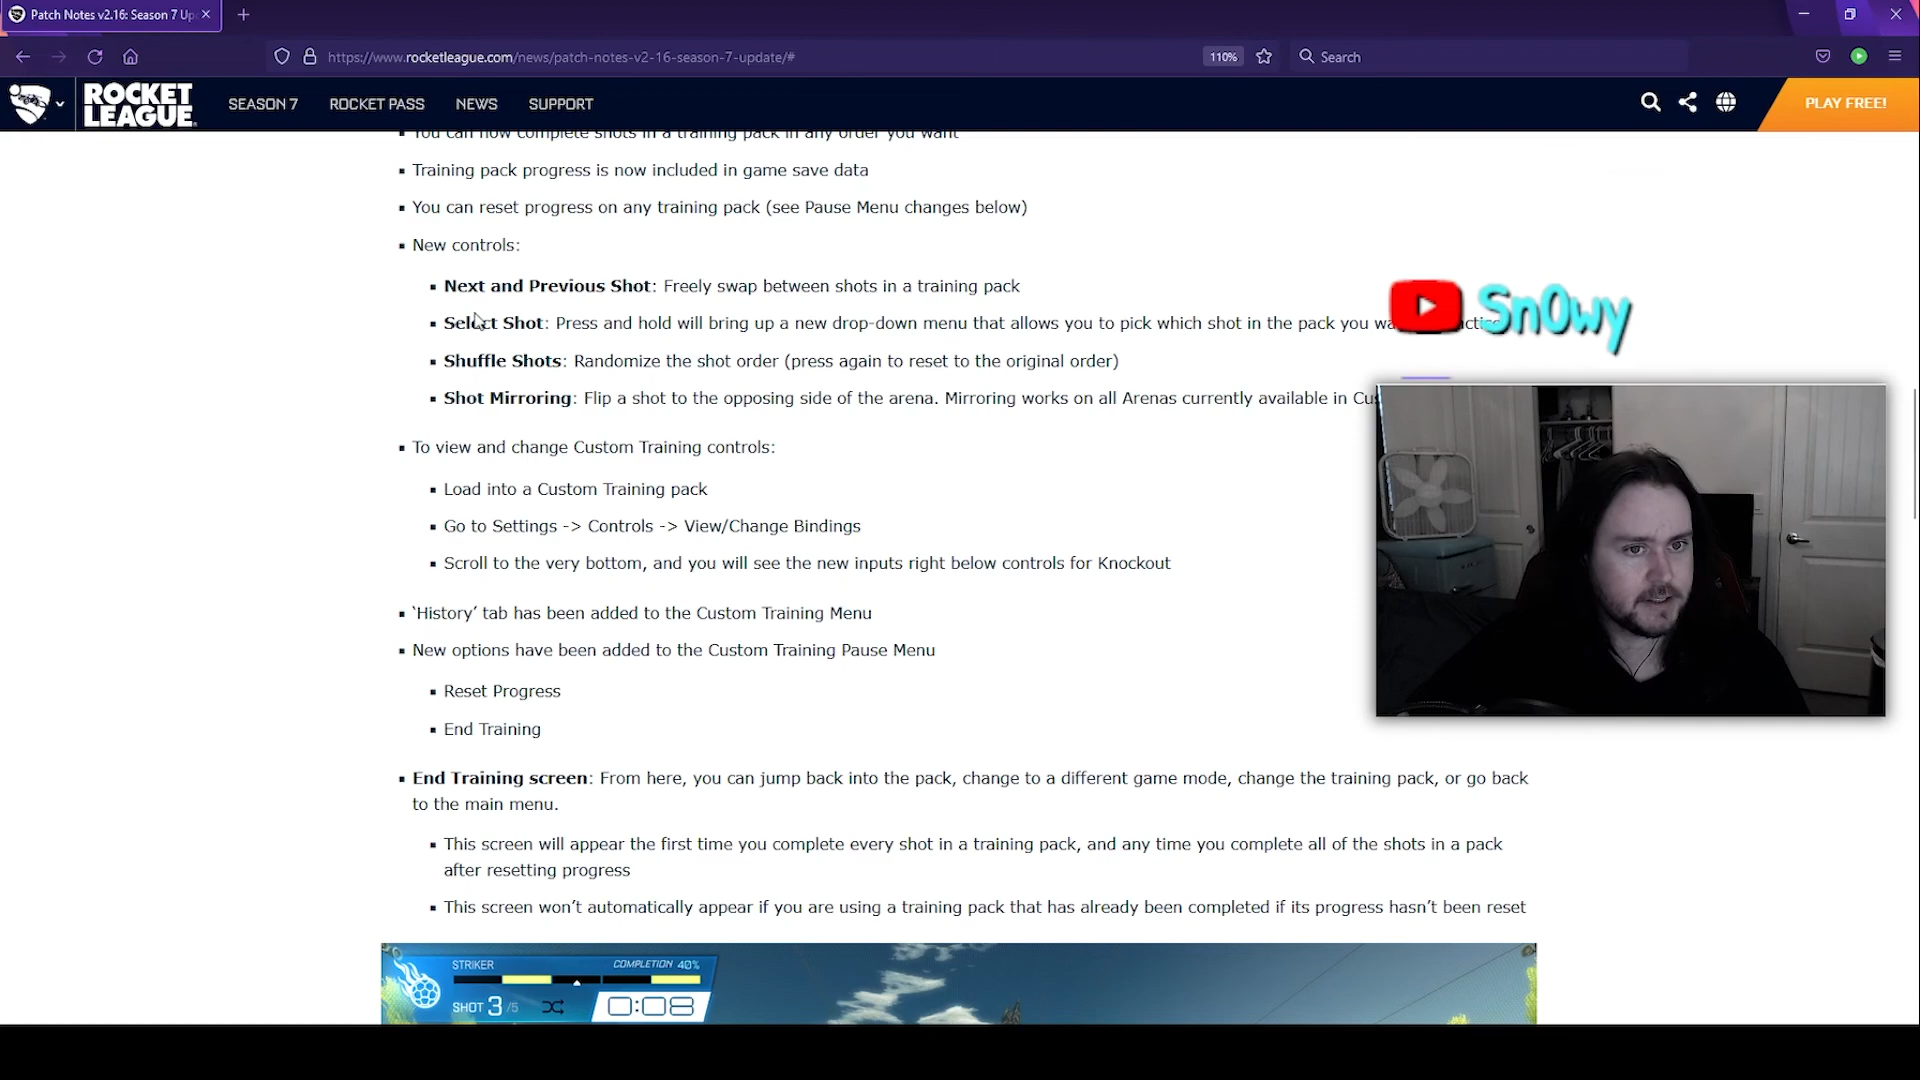 Patch Notes v2.16: Season 7 Up
https://www.rocketleague.com/news/patch-notes-v2-16-season-7-update/#
110%
Search
ROCKET LEAGUE
SEASON 7
ROCKET PASS
NEWS
SUPPORT
PLAY FREE!
You can now complete shots in a training pack in any order you want
Training pack progress is now included in game save data
You can reset progress on any training pack (see Pause Menu changes below)
New controls:
Next and Previous Shot: Freely swap between shots in a training pack
Select Shot: Press and hold will bring up a new drop-down menu that allows you to pick which shot in the pack you
Shuffle Shots: Randomize the shot order (press again to reset to the original order)
Shot Mirroring: Flip a shot to the opposing side of the arena. Mirroring works on all Arenas currently available in
To view and change Custom Training controls:
Load into a Custom Training pack
Go to Settings -> Controls -> View/Change Bindings
Scroll to the very bottom, and you will see the new inputs right below controls for Knockout
‘History’ tab has been added to the Custom Training Menu
New options have been added to the Custom Training Pause Menu
Reset Progress
End Training
End Training screen: From here, you can jump back into the pack, change to a different game mode, change the training pack, or go back
to the main menu.
This screen will appear the first time you complete every shot in a training pack, and any time you complete all of the shots in a pack
after resetting progress
This screen won’t automatically appear if you are using a training pack that has already been completed if its progress hasn’t been reset
STRIKER
COMPLETION 40%
SHOT 3 /5
0:08
Sn0wy